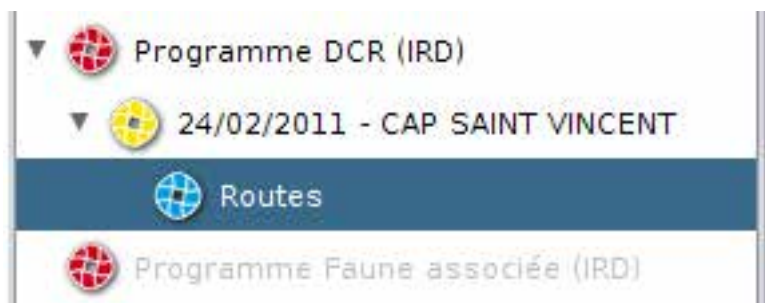 Programme DCR (IRD)
24/02/2011 - CAP SAINT VINCENT
Routes
Programme Faune associée (IRD)